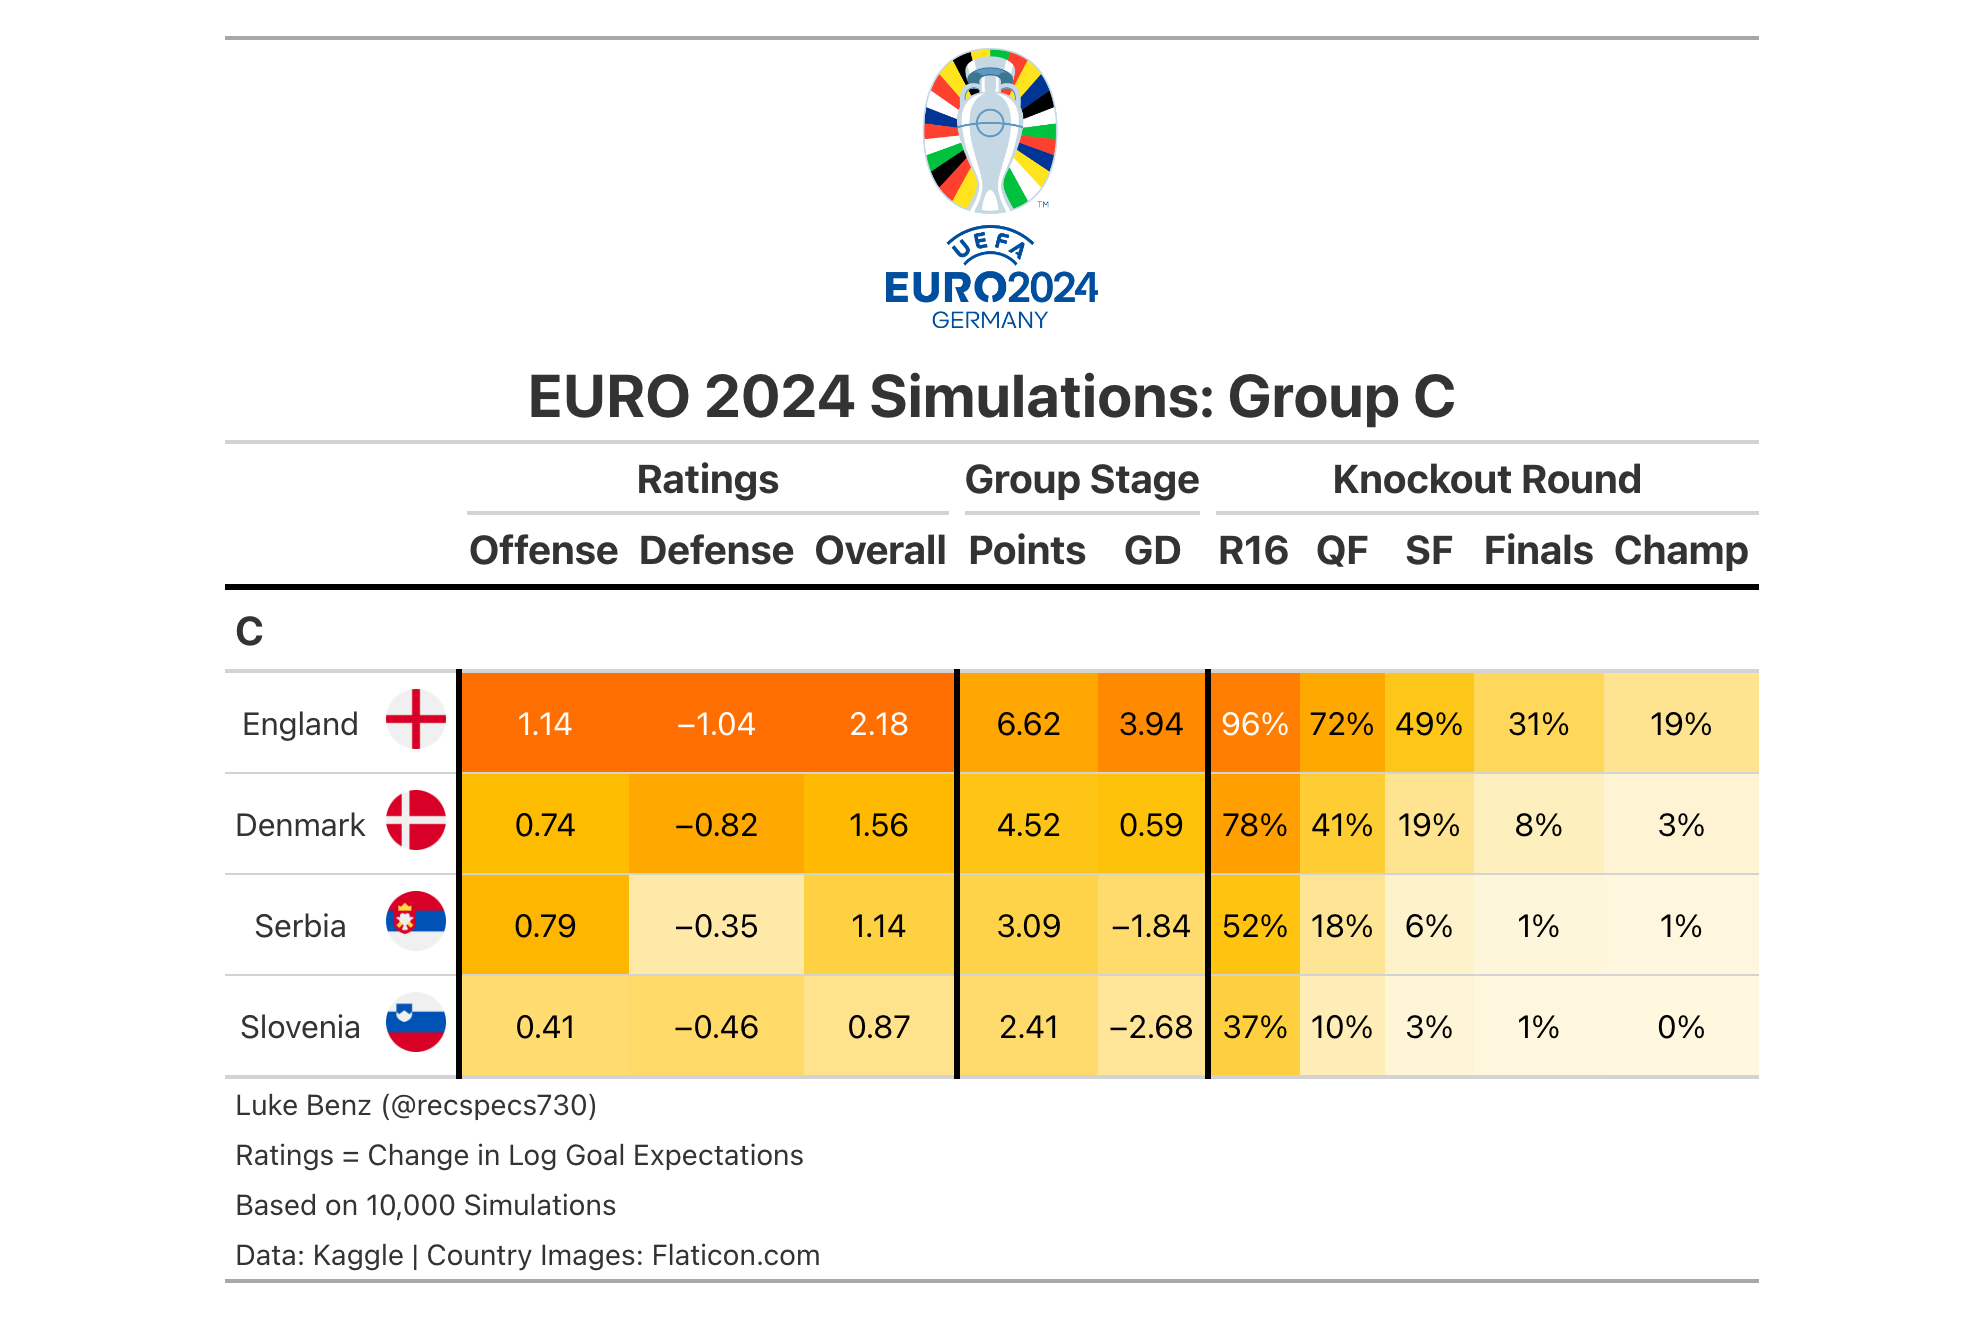 TM
UEFA
EURO2024
GERMANY
EURO 2024 Simulations: Group C
Ratings Group Stage Knockout Round
Offense Defense Overall Points GD R16 QF SF Finals Champ
C
England 1.14 −1.04 2.18 6.62 3.94 96% 72% 49% 31% 19%
Denmark 0.74 −0.82 1.56 4.52 0.59 78% 41% 19% 8% 3%
Serbia 0.79 −0.35 1.14 3.09 −1.84 52% 18% 6% 1% 1%
Slovenia 0.41 −0.46 0.87 2.41 −2.68 37% 10% 3% 1% 0%
Luke Benz (@recspecs730)
Ratings = Change in Log Goal Expectations
Based on 10,000 Simulations
Data: Kaggle | Country Images: Flaticon.com